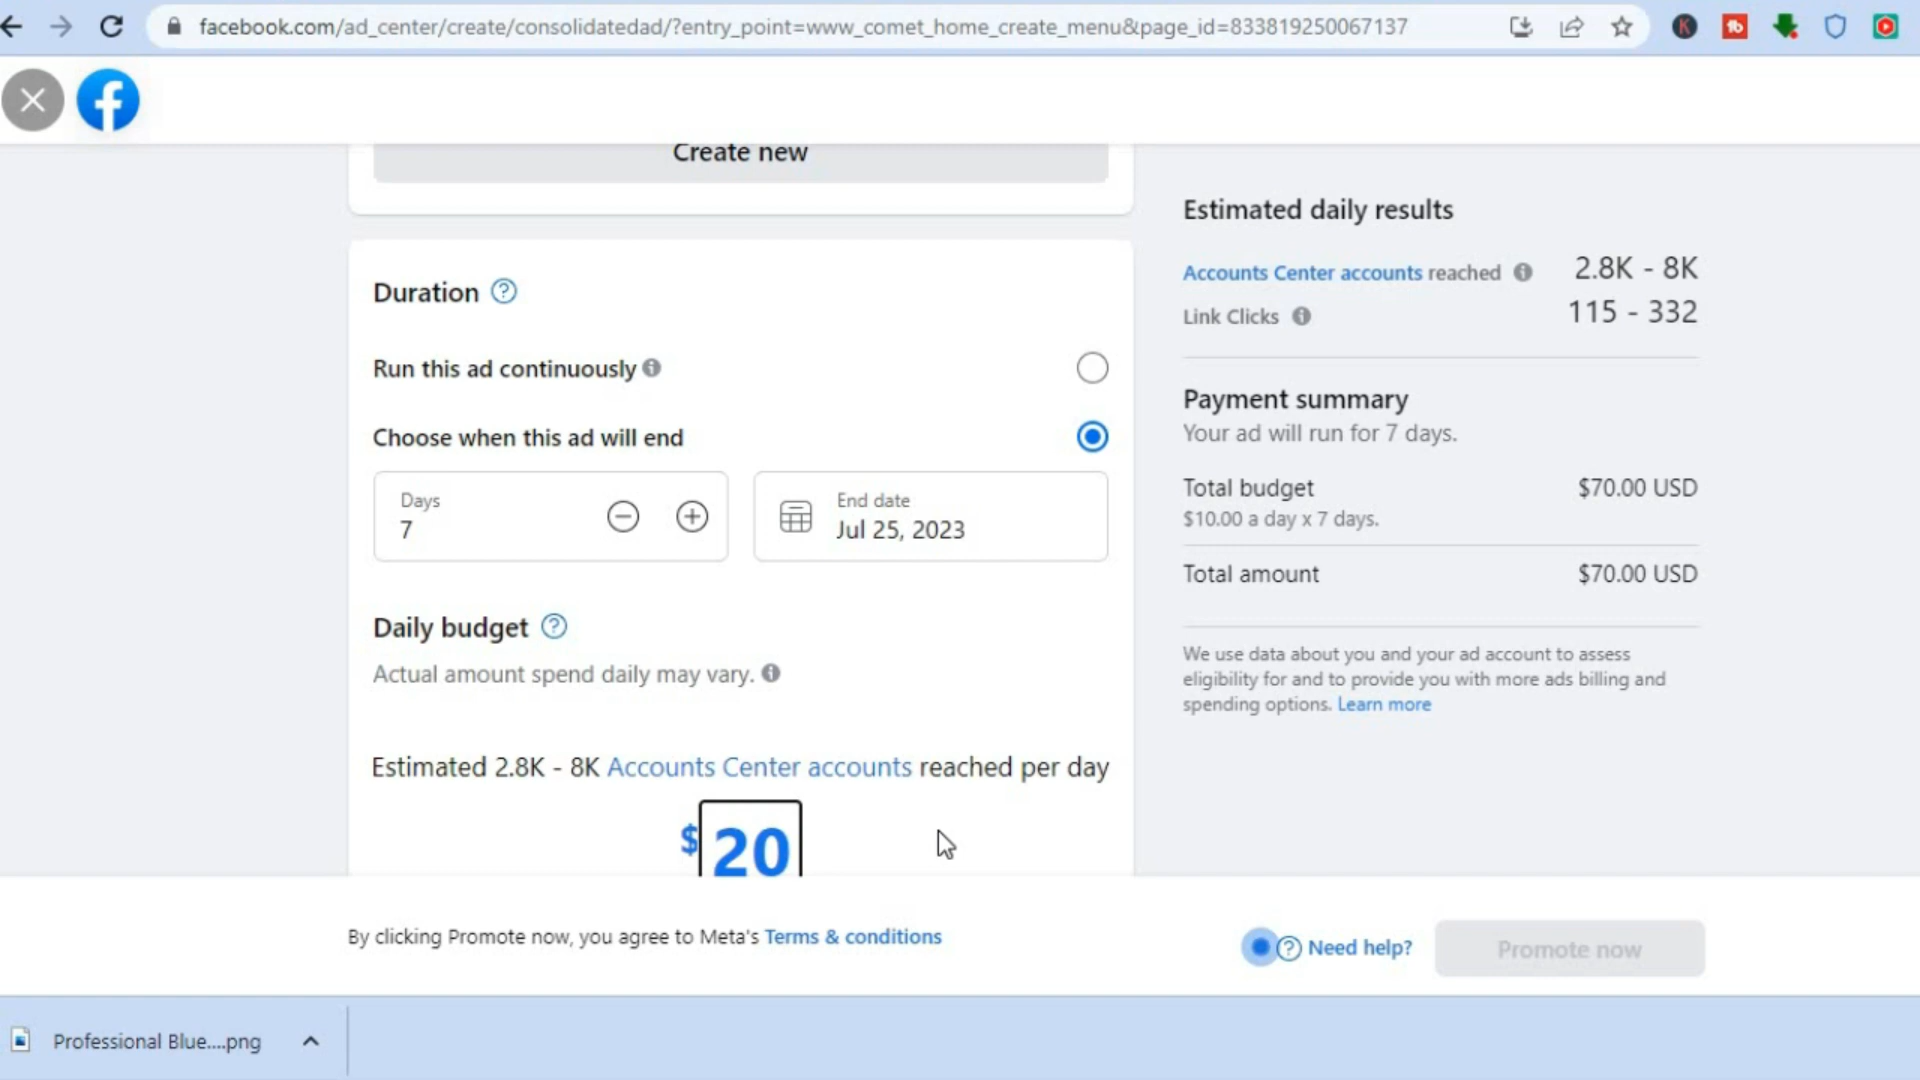 facebook.com/ad_center/create/consolidatedad/?entry_point=www_comet_home_create_menu&page_id=833819250067137
Create new
Duration
Run this ad continuously
Choose when this ad will end
Days
7
End date
Jul 25, 2023
Daily budget
Actual amount spend daily may vary.
Estimated 2.8K - 8K Accounts Center accounts reached per day
$20
Estimated daily results
Accounts Center accounts reached 2.8K - 8K
Link Clicks 115 - 332
Payment summary
Your ad will run for 7 days.
Total budget $70.00 USD
$10.00 a day x 7 days.
Total amount $70.00 USD
We use data about you and your ad account to assess
eligibility for and to provide you with more ads billing and
spending options. Learn more
By clicking Promote now, you agree to Meta's Terms & conditions
Need help?
Promote now
Professional Blue....png